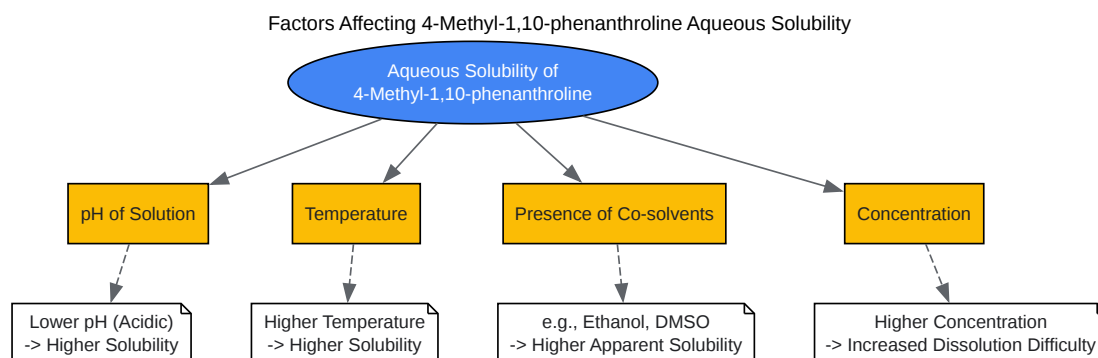 Factors Affecting 4-Methyl-1,10-phenanthroline Aqueous Solubility
Aqueous Solubility of
4-Methyl-1,10-phenanthroline
pH of Solution
Temperature
Presence of Co-solvents
Concentration
Lower pH (Acidic)
-> Higher Solubility
Higher Temperature
-> Higher Solubility
e.g., Ethanol, DMSO
-> Higher Apparent Solubility
Higher Concentration
-> Increased Dissolution Difficulty